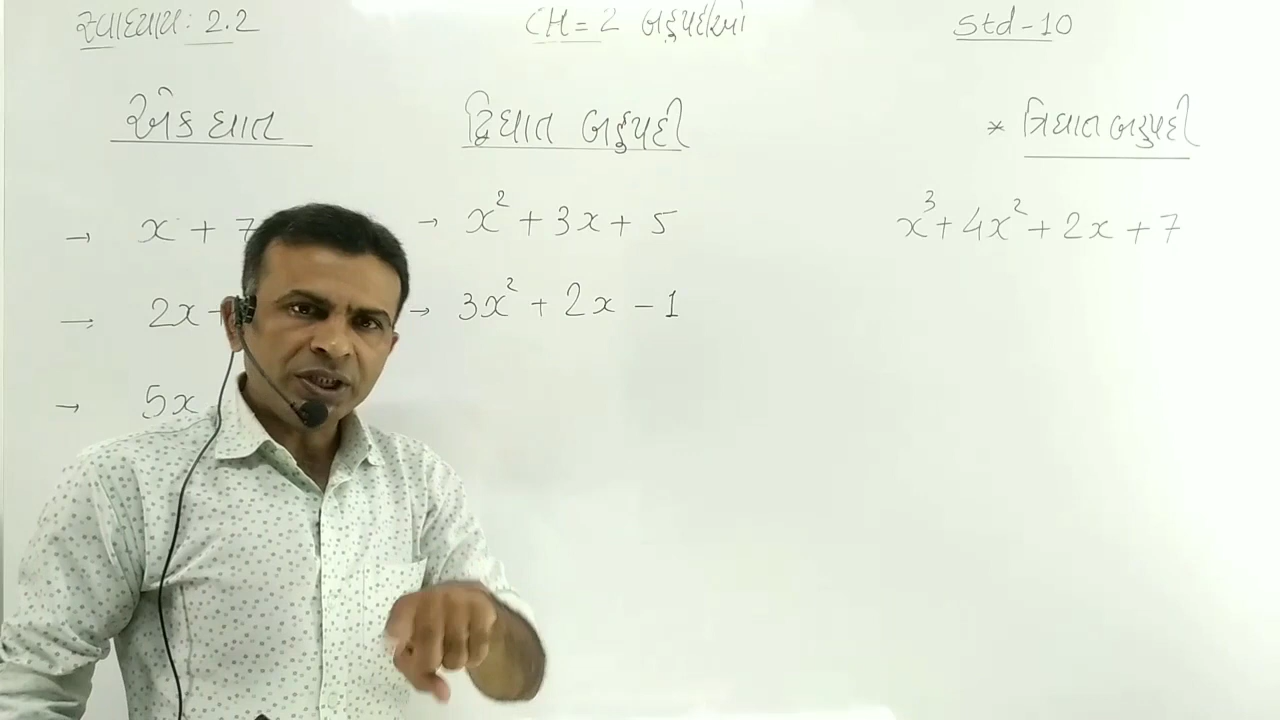 સ્વાધ્યાય: 2.2
CH = 2 બહુપદીઓ
Std - 10
એક ઘાત
દ્વિઘાત બહુપદી
* ત્રિઘાત બહુપદી
→ x + 7
→ x² + 3x + 5
x³ + 4x² + 2x + 7
→ 2x
→ 3x² + 2x - 1
→ 5x